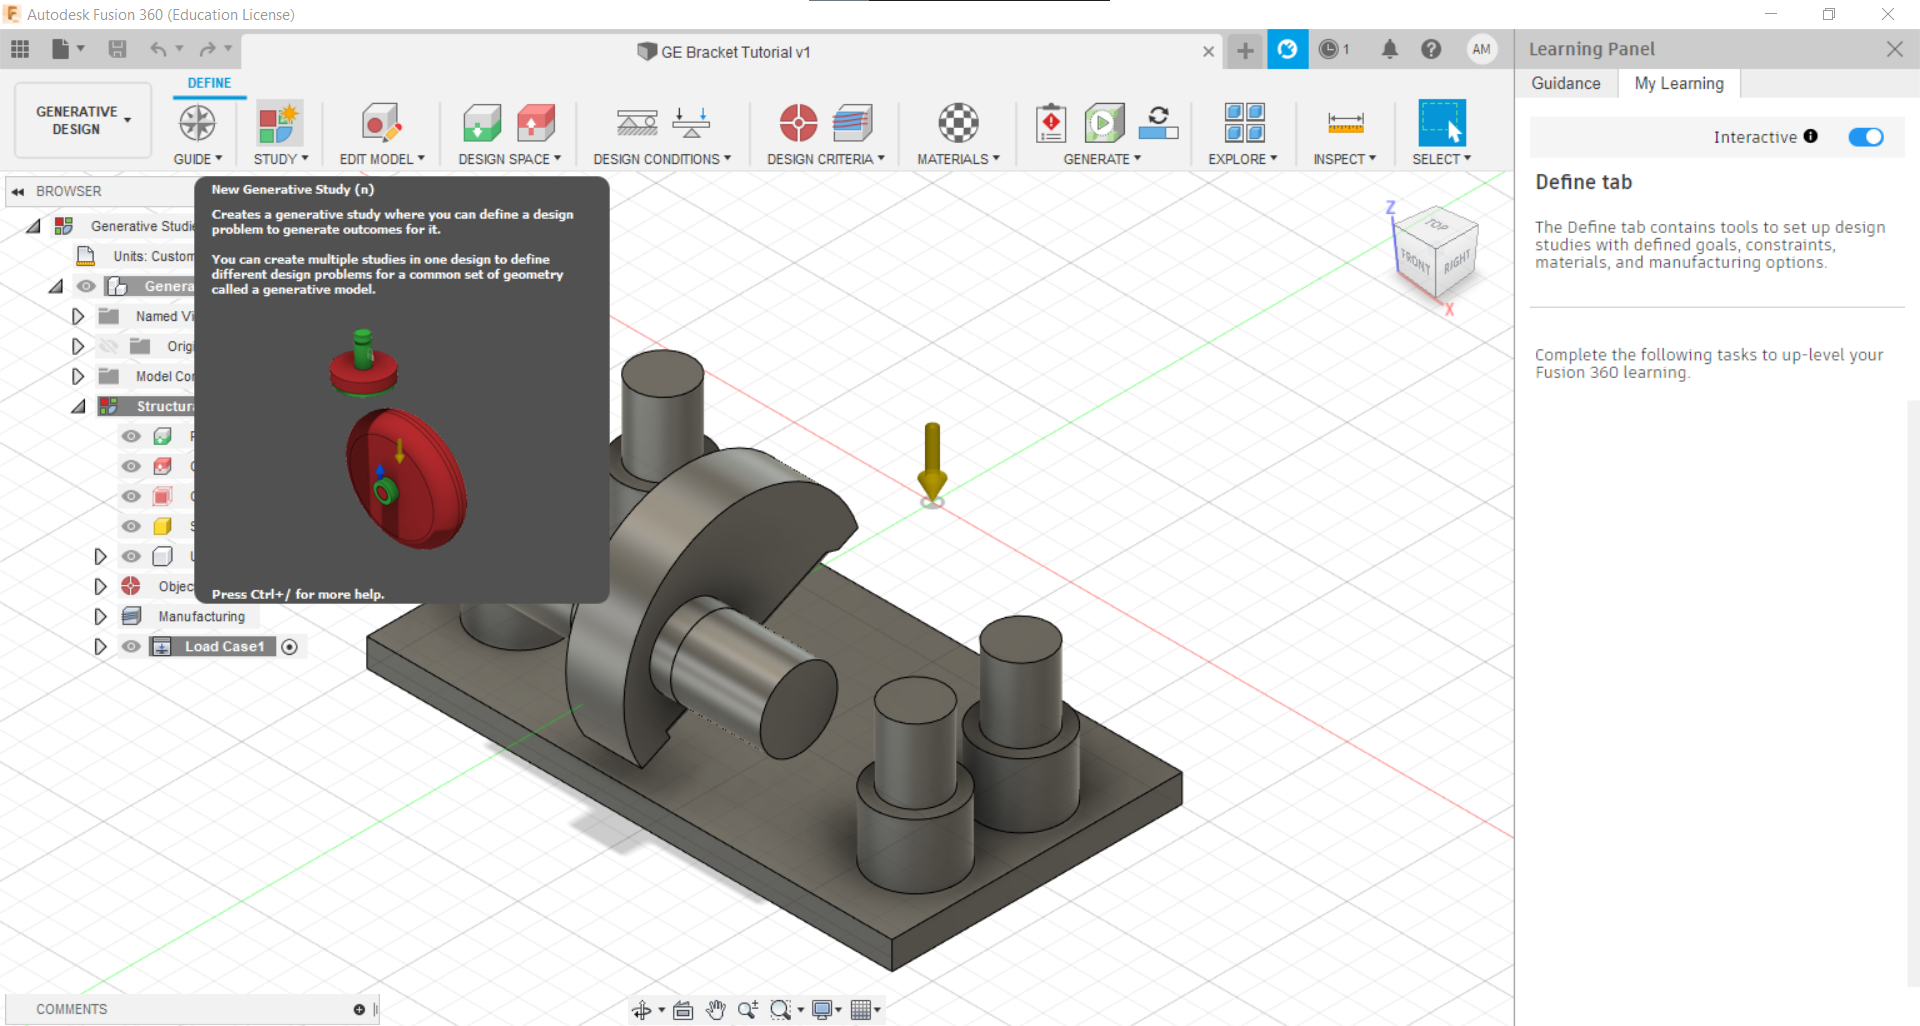 Autodesk Fusion 360 (Education License)
GE Bracket Tutorial v1
1
AM
Learning Panel
Guidance
My Learning
DEFINE
GENERATIVE
DESIGN
GUIDE
STUDY
EDIT MODEL
DESIGN SPACE
DESIGN CONDITIONS
DESIGN CRITERIA
MATERIALS
GENERATE
EXPLORE
INSPECT
SELECT
Interactive
Define tab
The Define tab contains tools to set up design
studies with defined goals, constraints,
materials, and manufacturing options.
Complete the following tasks to up-level your
Fusion 360 learning.
BROWSER
Generative Studi
Units: Custom
Genera
Named Vi
Orig
Model Cor
Structura
Objec
Manufacturing
Load Case1
New Generative Study (n)
Creates a generative study where you can define a design
problem to generate outcomes for it.
You can create multiple studies in one design to define
different design problems for a common set of geometry
called a generative model.
Press Ctrl+/ for more help.
Z
TOP
FRONT
RIGHT
X
COMMENTS